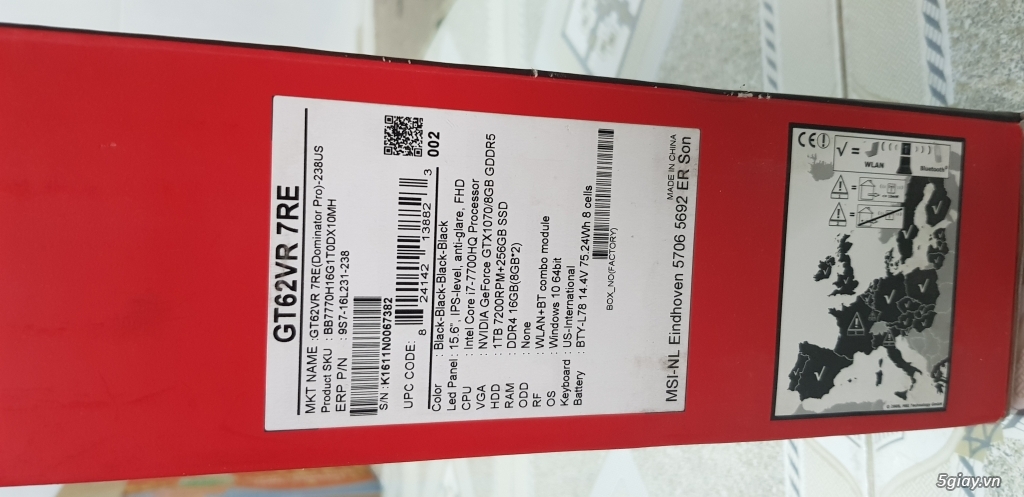 GT62VR 7RE
MKT NAME : GT62VR 7RE(Dominator Pro)-238US
Product SKU : BB7770H16G1T0DX10MH
ERP P/N : 9S7-16L231-238
S/N : K1611N0067382
UPC CODE: 8 24142 13882 3
002
Color : Black-Black-Black-Black
Led Panel : 15.6", IPS-level, anti-glare, FHD
CPU : Intel Core i7-7700HQ Processor
VGA : NVIDIA GeForce GTX1070/8GB GDDR5
HDD : 1TB 7200RPM+256GB SSD
RAM : DDR4 16GB(8GB*2)
ODD : None
RF : WLAN+BT combo module
OS : Windows 10 64bit
Keyboard : US-International
Battery : BTY-L78 14.4V 75.24Wh 8 cells
BOX_NO(FACTORY)
MADE IN CHINA
MSI-NL Eindhoven 5706 5692 ER Son
CE
WLAN
Bluetooth
5giay.vn